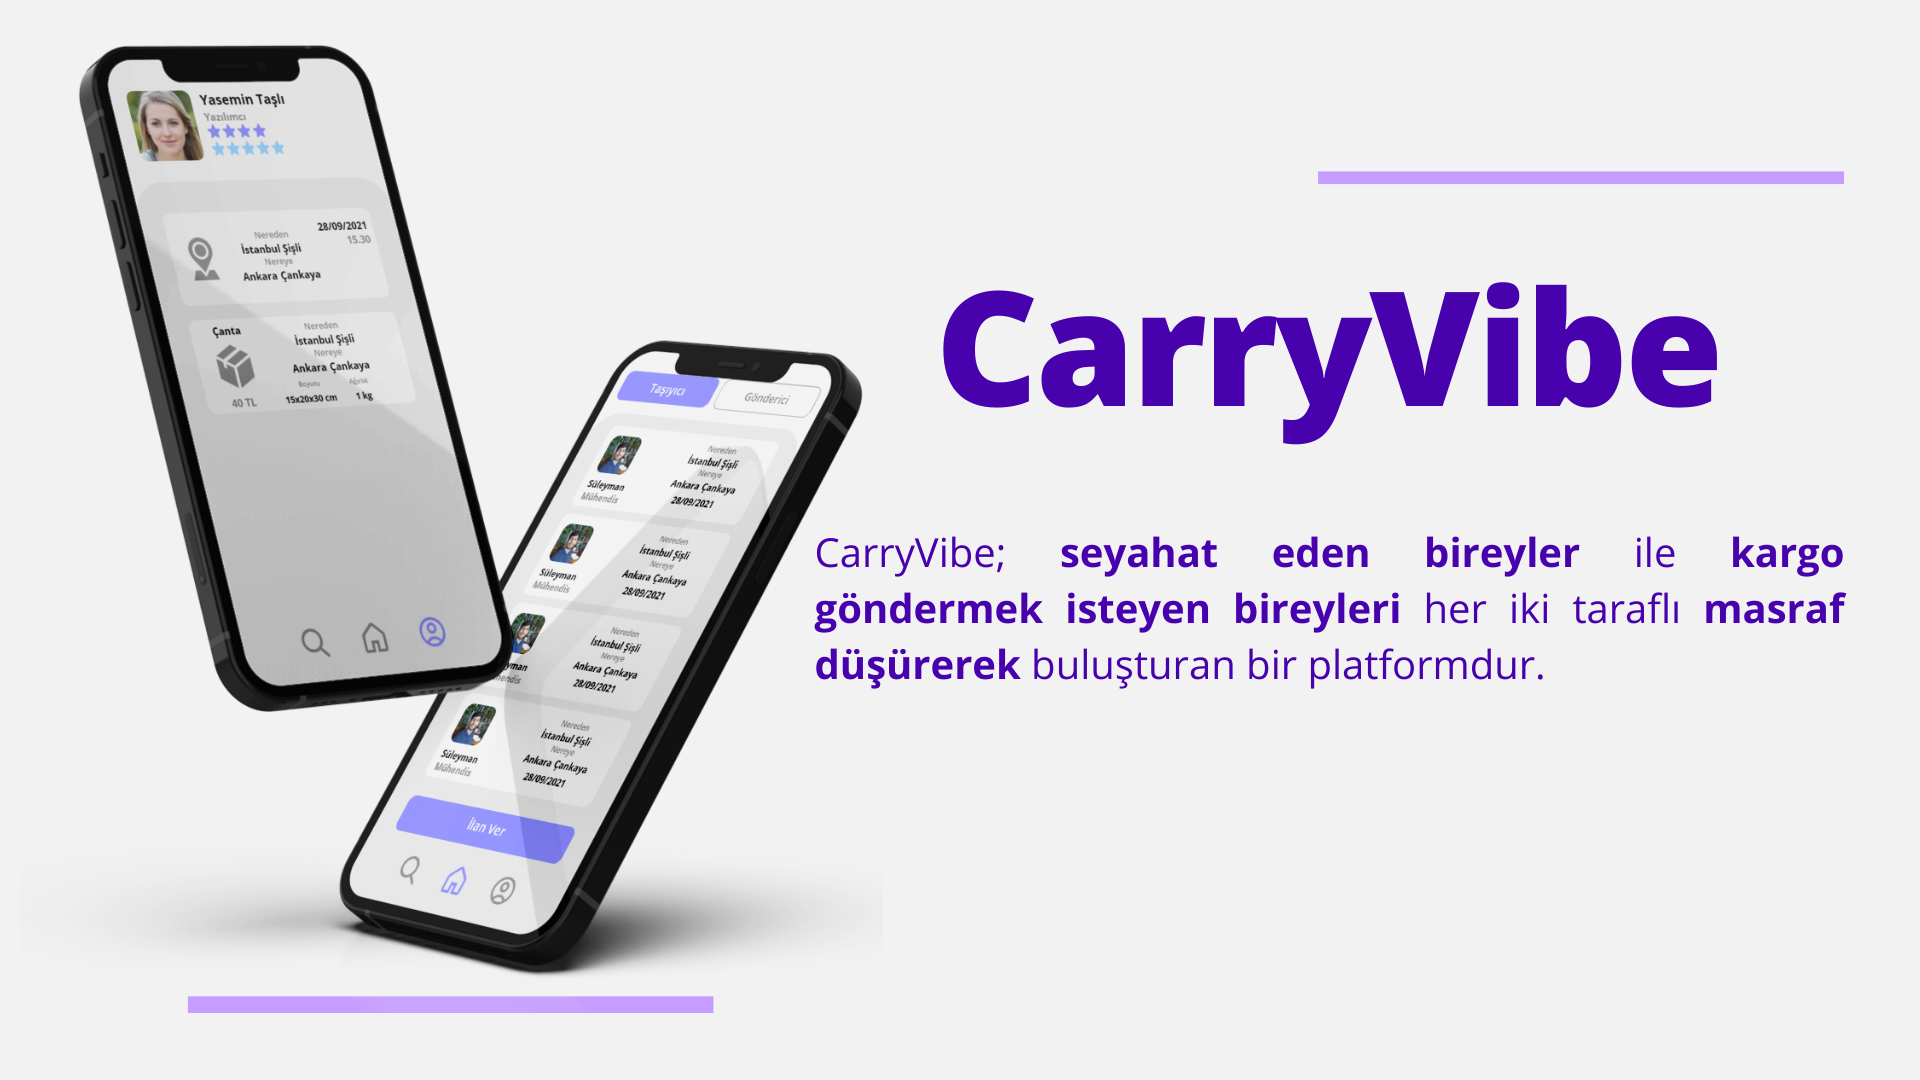 Yasemin Taşlı
Yazılımcı
28/09/2021
15.30
Nereden
İstanbul Şişli
Nereye
Ankara Çankaya
Çanta
40 TL
Nereden
İstanbul Şişli
Nereye
Ankara Çankaya
Boyutu Ağırlık
15x20x30 cm 1 kg
Taşıyıcı Gönderici
Süleyman
Mühendis
Nereden
İstanbul Şişli
Nereye
Ankara Çankaya
28/09/2021
Süleyman
Mühendis
Nereden
İstanbul Şişli
Nereye
Ankara Çankaya
28/09/2021
yman
hendis
Nereden
İstanbul Şişli
Nereye
Ankara Çankaya
28/09/2021
Süleyman
Mühendis
Nereden
İstanbul Şişli
Nereye
Ankara Çankaya
28/09/2021
İlan Ver
CarryVibe
CarryVibe; seyahat eden bireyler ile kargo
göndermek isteyen bireyleri her iki taraflı masraf
düşürerek buluşturan bir platformdur.